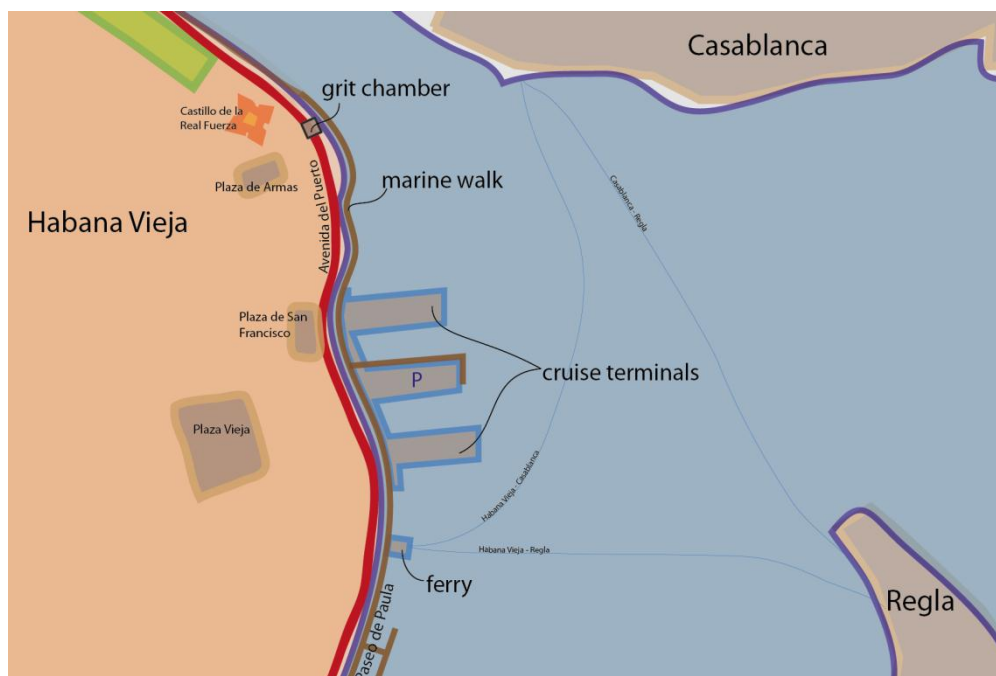 Casablanca
grit chamber
Castillo de la
Real Fuerza
Plaza de Armas
marine walk
Avenida del Puerto
Habana Vieja
Casablanca - Regla
Plaza de San
Francisco
cruise terminals
P
Plaza Vieja
Habana Vieja - Casablanca
Habana Vieja - Regla
ferry
Regla
Paseo de Paula